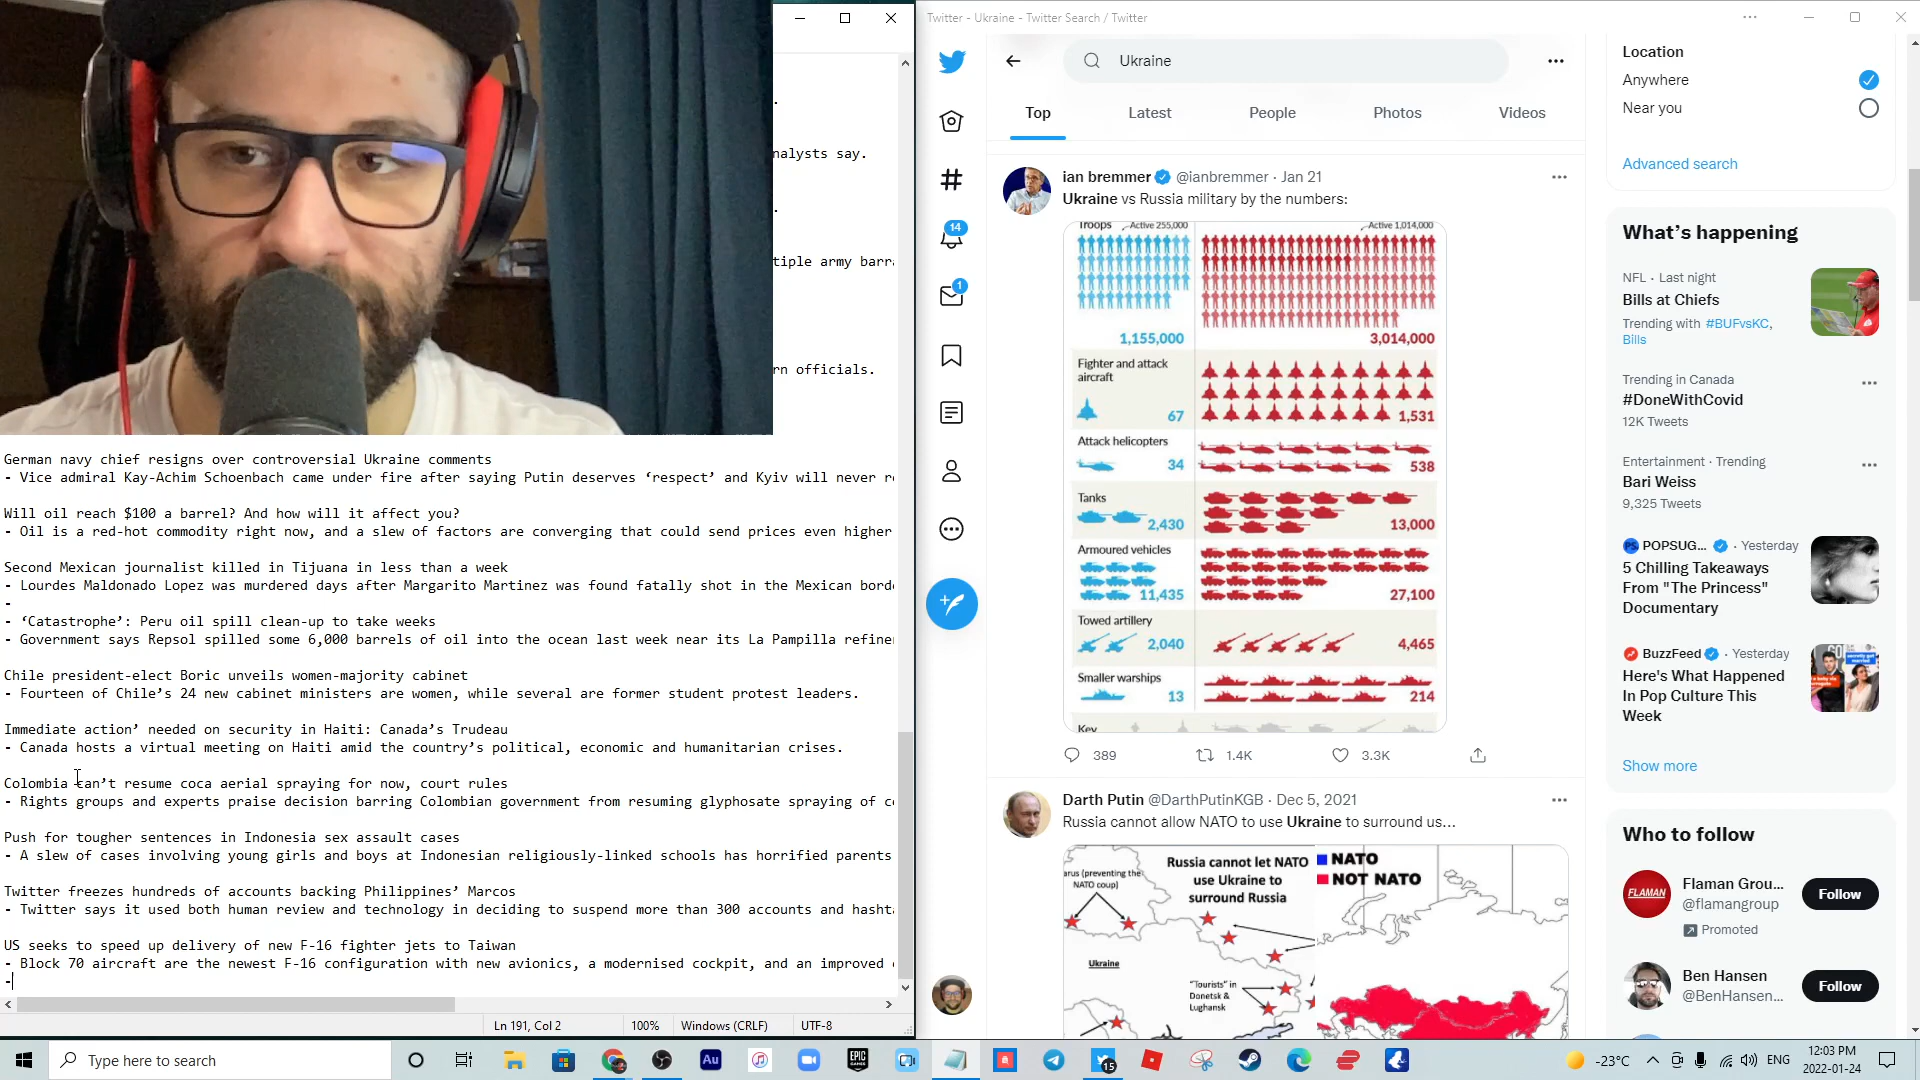 nalysts say.
tiple army barr
rn officials.
German navy chief resigns over controversial Ukraine comments
- Vice admiral Kay-Achim Schoenbach came under fire after saying Putin deserves ‘respect’ and Kyiv will never r
Will oil reach $100 a barrel? And how will it affect you?
- Oil is a red-hot commodity right now, and a slew of factors are converging that could send prices even higher
Second Mexican journalist killed in Tijuana in less than a week
- Lourdes Maldonado Lopez was murdered days after Margarito Martinez was found fatally shot in the Mexican bord
-
- ‘Catastrophe’: Peru oil spill clean-up to take weeks
- Government says Repsol spilled some 6,000 barrels of oil into the ocean last week near its La Pampilla refine
Chile president-elect Boric unveils women-majority cabinet
- Fourteen of Chile’s 24 new cabinet ministers are women, while several are former student protest leaders.
Immediate action’ needed on security in Haiti: Canada’s Trudeau
- Canada hosts a virtual meeting on Haiti amid the country’s political, economic and humanitarian crises.
Colombia can’t resume coca aerial spraying for now, court rules
- Rights groups and experts praise decision barring Colombian government from resuming glyphosate spraying of c
Push for tougher sentences in Indonesia sex assault cases
- A slew of cases involving young girls and boys at Indonesian religiously-linked schools has horrified parents
Twitter freezes hundreds of accounts backing Philippines’ Marcos
- Twitter says it used both human review and technology in deciding to suspend more than 300 accounts and hasht
US seeks to speed up delivery of new F-16 fighter jets to Taiwan
- Block 70 aircraft are the newest F-16 configuration with new avionics, a modernised cockpit, and an improved
-
Ln 191, Col 2
100%
Windows (CRLF)
UTF-8
Twitter - Ukraine - Twitter Search / Twitter
Ukraine
Top
Latest
People
Photos
Videos
14
1
ian bremmer @ianbremmer · Jan 21
Ukraine vs Russia military by the numbers:
Troops
Active 255,000
Active 1,014,000
1,155,000
3,014,000
Fighter and attack
aircraft
67
1,531
Attack helicopters
34
538
Tanks
2,430
13,000
Armoured vehicles
11,435
27,100
Towed artillery
2,040
4,465
Smaller warships
13
214
Key
389
1.4K
3.3K
Darth Putin @DarthPutinKGB · Dec 5, 2021
Russia cannot allow NATO to use Ukraine to surround us...
arus (preventing the
NATO coup)
Russia cannot let NATO
use Ukraine to
surround Russia
NATO
NOT NATO
Ukraine
"Tourists" in
Donetsk &
Lughansk
Location
Anywhere
Near you
Advanced search
What’s happening
NFL · Last night
Bills at Chiefs
Trending with #BUFvsKC,
Bills
Trending in Canada
#DoneWithCovid
12K Tweets
Entertainment · Trending
Bari Weiss
9,325 Tweets
PS POPSUG... · Yesterday
5 Chilling Takeaways
From "The Princess"
Documentary
BuzzFeed · Yesterday
Here's What Happened
In Pop Culture This
Week
Show more
Who to follow
FLAMAN
Flaman Grou...
@flamangroup
Promoted
Follow
Ben Hansen
@BenHansen...
Follow
Type here to search
Au
EPIC
GAMES
15
-23°C
ENG
12:03 PM
2022-01-24